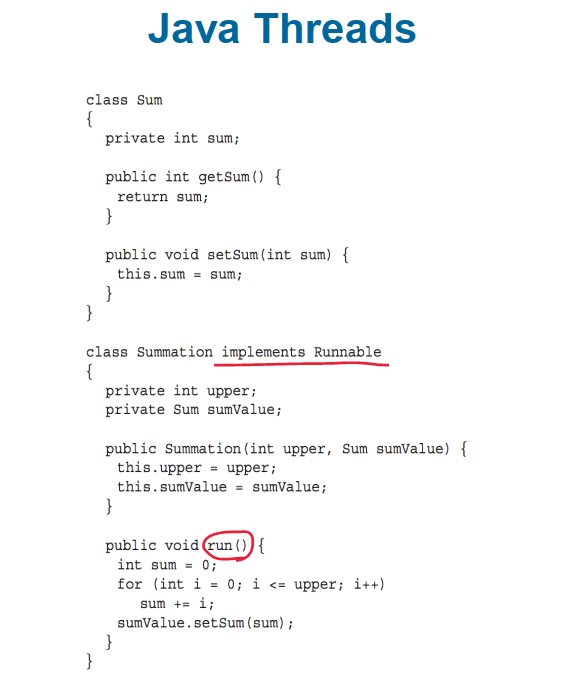 Java Threads
class Sum
{
private int sum;
public int getSum() {
return sum;
}
public void setSum(int sum) {
this.sum = sum;
}
}
class Summation implements Runnable
{
private int upper;
private Sum sumValue;
public Summation(int upper, Sum sumValue) {
this.upper = upper;
this.sumValue = sumValue;
}
public void run() {
int sum = 0;
for (int i = 0; i <= upper; i++)
sum += i;
sumValue.setSum(sum);
}
}